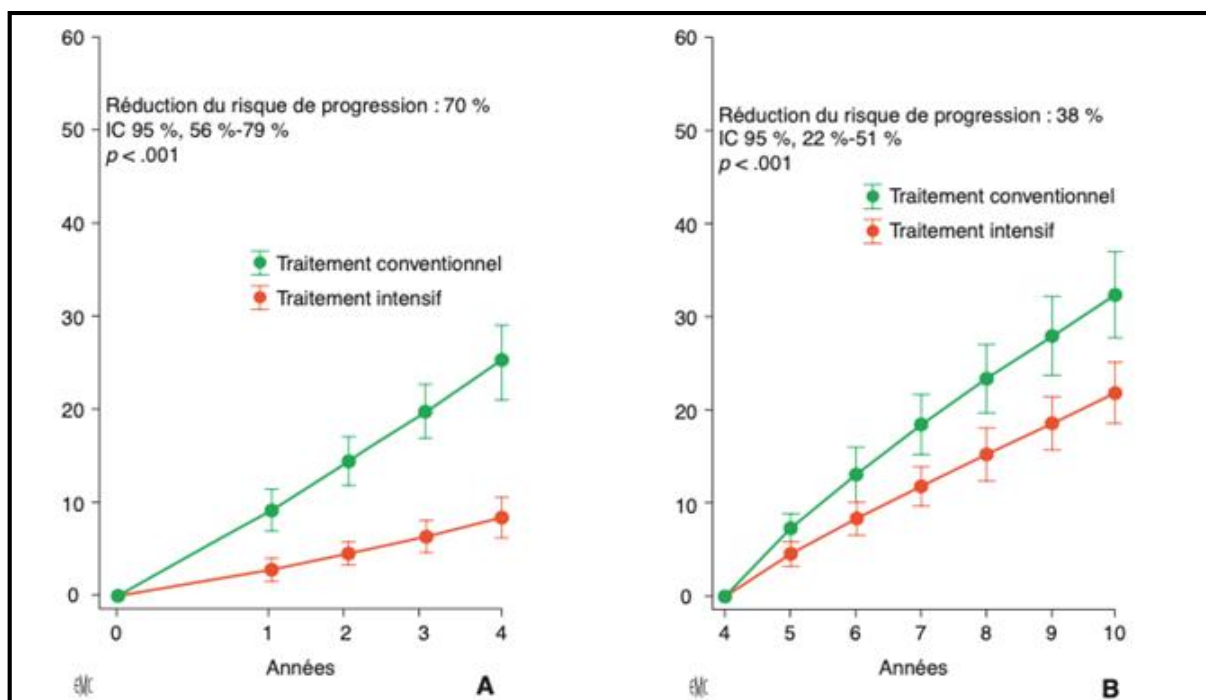 60
50
40
30
20
10
0
Réduction du risque de progression : 70 %
IC 95 %, 56 %-79 %
p < .001
Traitement conventionnel
Traitement intensif
0 1 2 3 4
Années
EMC
A
60
50
40
30
20
10
0
Réduction du risque de progression : 38 %
IC 95 %, 22 %-51 %
p < .001
Traitement conventionnel
Traitement intensif
4 5 6 7 8 9 10
Années
EMC
B